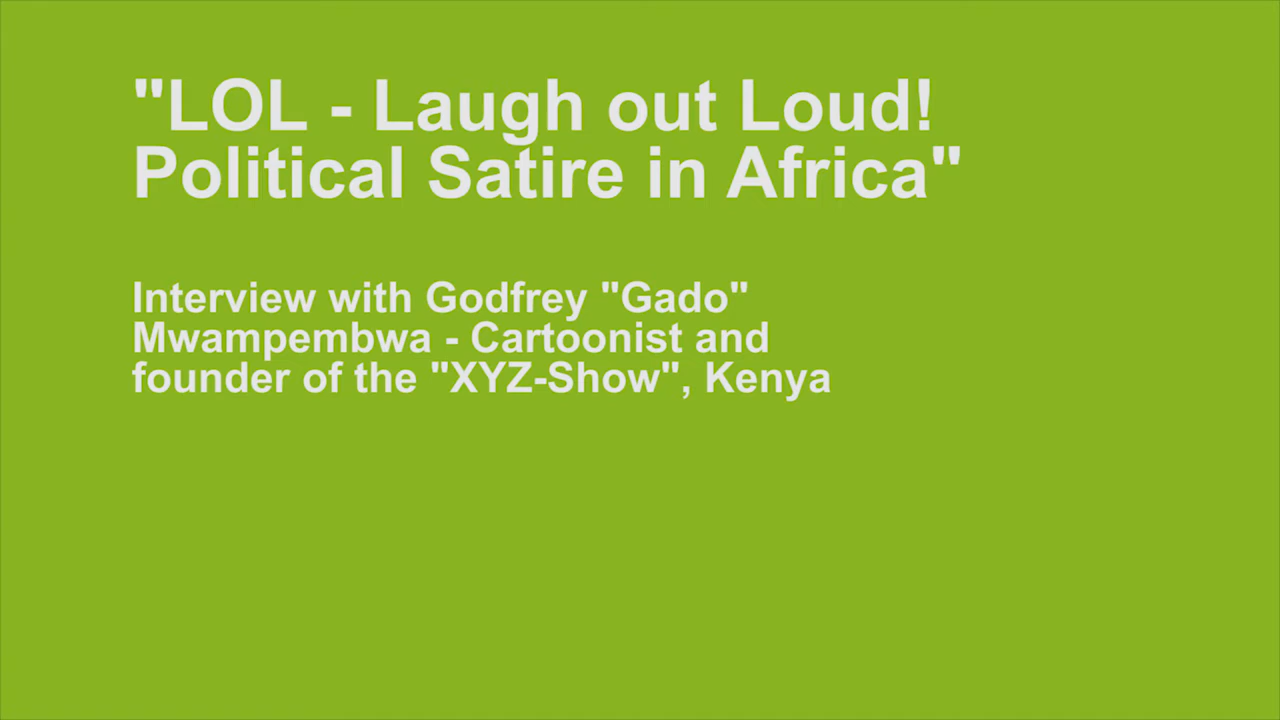 "LOL - Laugh out Loud!
Political Satire in Africa"
Interview with Godfrey "Gado"
Mwampembwa - Cartoonist and
founder of the "XYZ-Show", Kenya